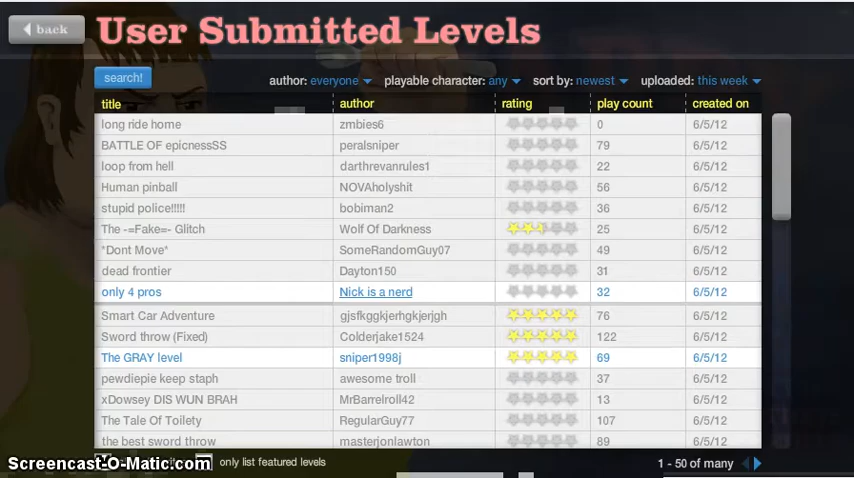 back
User Submitted Levels
search!
author: everyone playable character: any sort by: newest uploaded: this week
title author rating play count created on
long ride home zmbies6 0 6/5/12
BATTLE OF epicnessSS peralsniper 79 6/5/12
loop from hell darthrevanrules1 22 6/5/12
Human pinball NOVAholyshit 56 6/5/12
stupid police!!!!! bobiman2 36 6/5/12
The -=Fake=- Glitch Wolf Of Darkness 25 6/5/12
*Dont Move* SomeRandomGuy07 49 6/5/12
dead frontier Dayton150 31 6/5/12
only 4 pros Nick is a nerd 32 6/5/12
Smart Car Adventure gjsfkggkjerhgkjerjgh 76 6/5/12
Sword throw (Fixed) Colderjake1524 122 6/5/12
The GRAY level sniper1998j 69 6/5/12
pewdiepie keep staph awesome troll 37 6/5/12
xDowsey DIS WUN BRAH MrBarrelroll42 13 6/5/12
The Tale Of Toilety RegularGuy77 107 6/5/12
the best sword throw masterjonlawton 89 6/5/12
Screencast-O-Matic.com only list featured levels 1 - 50 of many